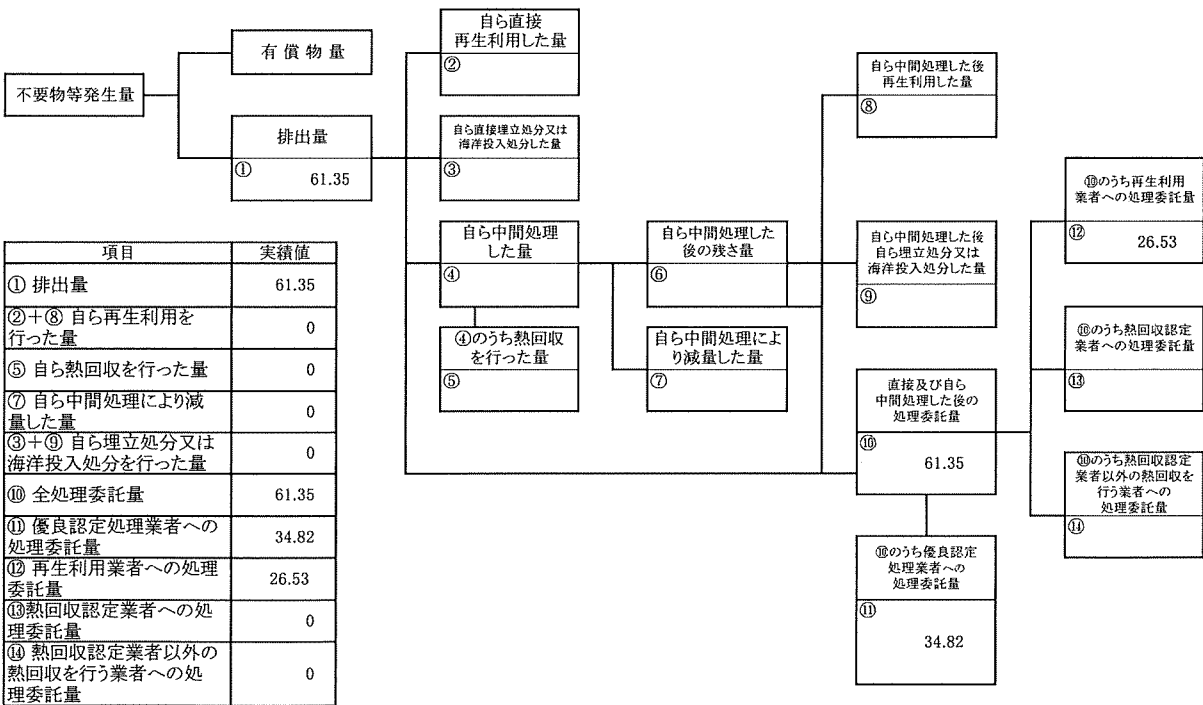 不要物等発生量
有償物量
排出量
①
61.35
自ら直接
再生利用した量
②
自ら直接埋立処分又は
海洋投入処分した量
③
自ら中間処理
した量
④
④のうち熱回収
を行った量
⑤
自ら中間処理した
後の残さ量
⑥
自ら中間処理によ
り減量した量
⑦
自ら中間処理した後
再生利用した量
⑧
自ら中間処理した後
自ら埋立処分又は
海洋投入処分した量
⑨
直接及び自ら
中間処理した後の
処理委託量
⑩
61.35
⑩のうち優良認定
処理業者への
処理委託量
⑪
34.82
⑩のうち再生利用
業者への処理委託量
⑫
26.53
⑩のうち熱回収認定
業者への処理委託量
⑬
⑩のうち熱回収認定
業者以外の熱回収を
行う業者への
処理委託量
⑭
項目 実績値
① 排出量 61.35
②+⑧ 自ら再生利用を
行った量 0
⑤ 自ら熱回収を行った量 0
⑦ 自ら中間処理により減
量した量 0
③+⑨ 自ら埋立処分又は
海洋投入処分を行った量 0
⑩ 全処理委託量 61.35
⑪ 優良認定処理業者への
処理委託量 34.82
⑫ 再生利用業者への処理
委託量 26.53
⑬熱回収認定業者への処
理委託量 0
⑭ 熱回収認定業者以外の
熱回収を行う業者への処
理委託量 0